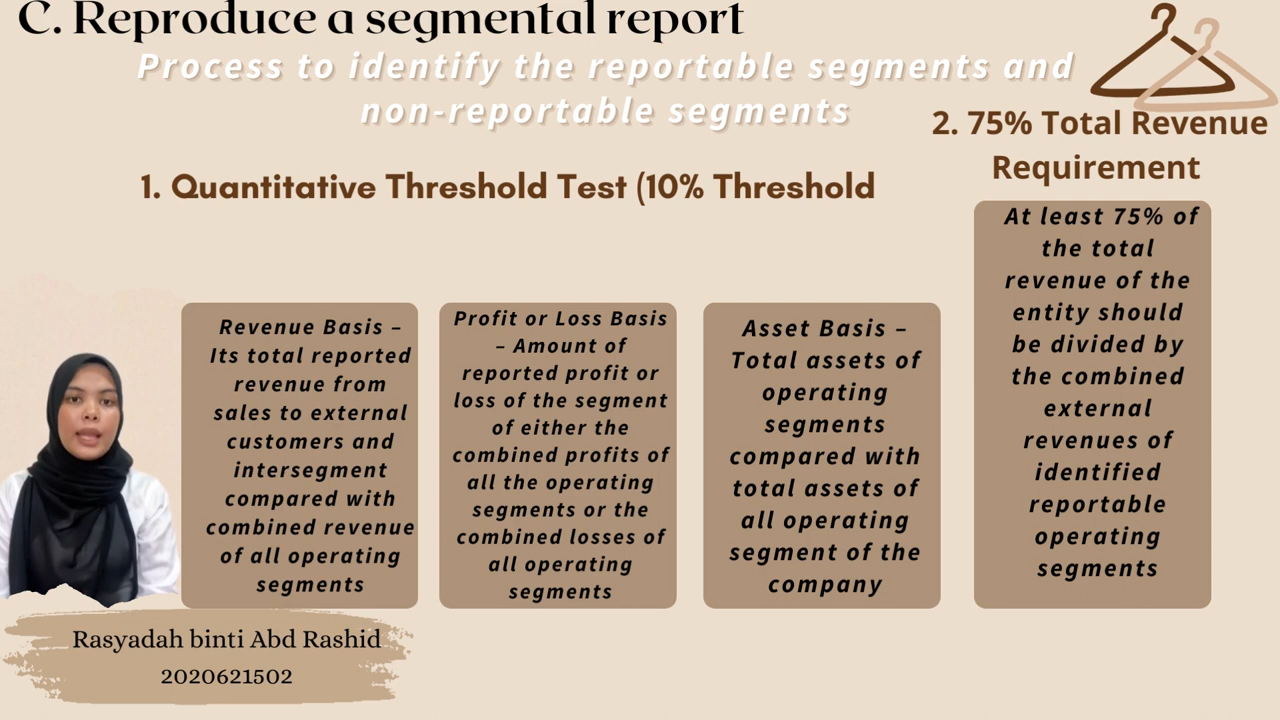 C. Reproduce a segmental report
Process to identify the reportable segments and
non-reportable segments
1. Quantitative Threshold Test (10% Threshold
Revenue Basis –
Its total reported
revenue from
sales to external
customers and
intersegment
compared with
combined revenue
of all operating
segments
Profit or Loss Basis
– Amount of
reported profit or
loss of the segment
of either the
combined profits of
all the operating
segments or the
combined losses of
all operating
segments
Asset Basis –
Total assets of
operating
segments
compared with
total assets of
all operating
segment of the
company
2. 75% Total Revenue
Requirement
At least 75% of
the total
revenue of the
entity should
be divided by
the combined
external
revenues of
identified
reportable
operating
segments
Rasyadah binti Abd Rashid
2020621502